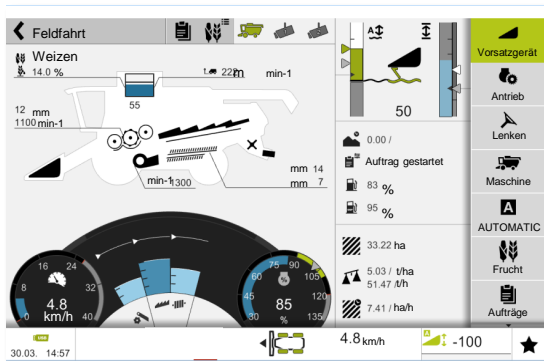 Feldfahrt
Weizen
14.0 %
222 m
min-1
55
12 mm
1100 min-1
min-1 1300
mm 14
mm 7
8 16 24 32 40 0
4.8
km/h
30 45 60 75 90 105 120 135
85
%
50
0.00 /
Auftrag gestartet
83 %
95 %
33.22 ha
5.03 / t/ha
51.47 /t/h
7.41 / ha/h
Vorsatzgerät
Antrieb
Lenken
Maschine
A
AUTOMATIC
Frucht
Aufträge
30.03. 14:57
4.8 km/h
A
-100